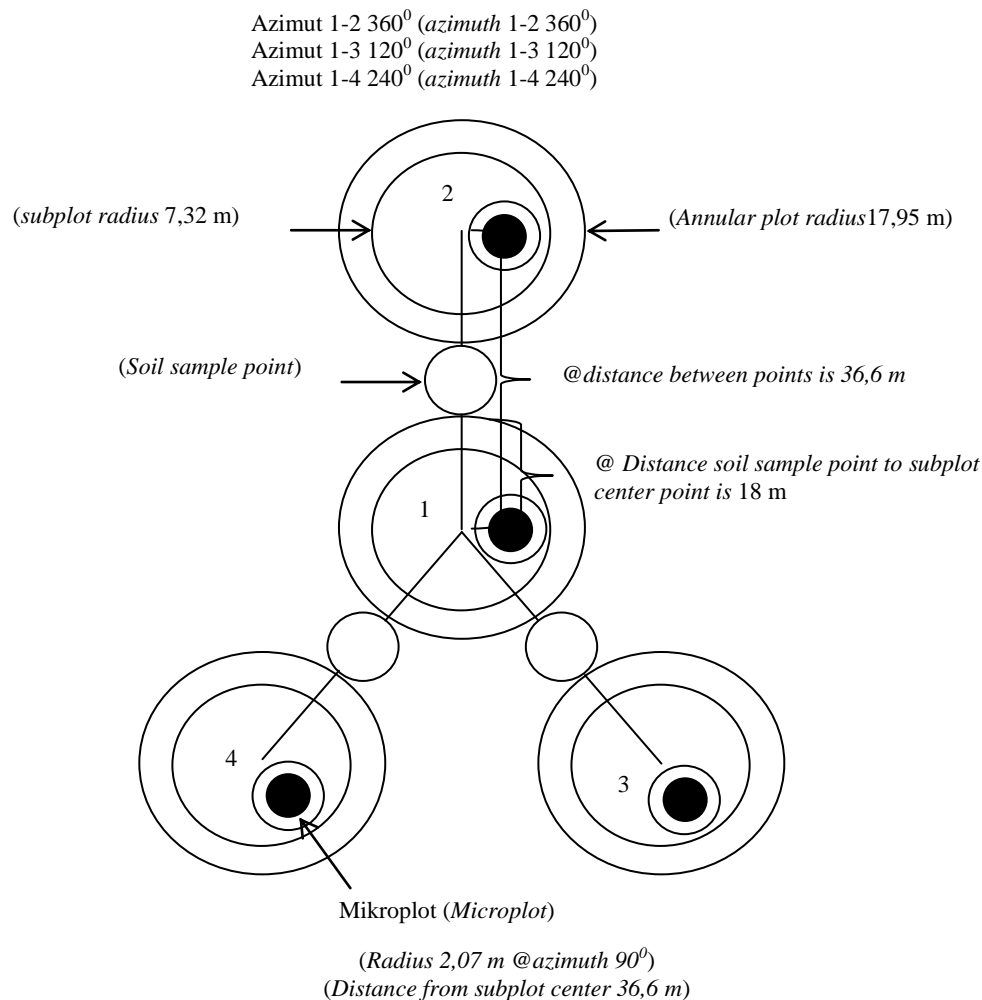 Azimut 1-2 360⁰ (azimuth 1-2 360⁰)
Azimut 1-3 120⁰ (azimuth 1-3 120⁰)
Azimut 1-4 240⁰ (azimuth 1-4 240⁰)
2
(subplot radius 7,32 m)
(Annular plot radius17,95 m)
(Soil sample point)
@distance between points is 36,6 m
@ Distance soil sample point to subplot
center point is 18 m
1
4
3
Mikroplot (Microplot)
(Radius 2,07 m @azimuth 90⁰)
(Distance from subplot center 36,6 m)